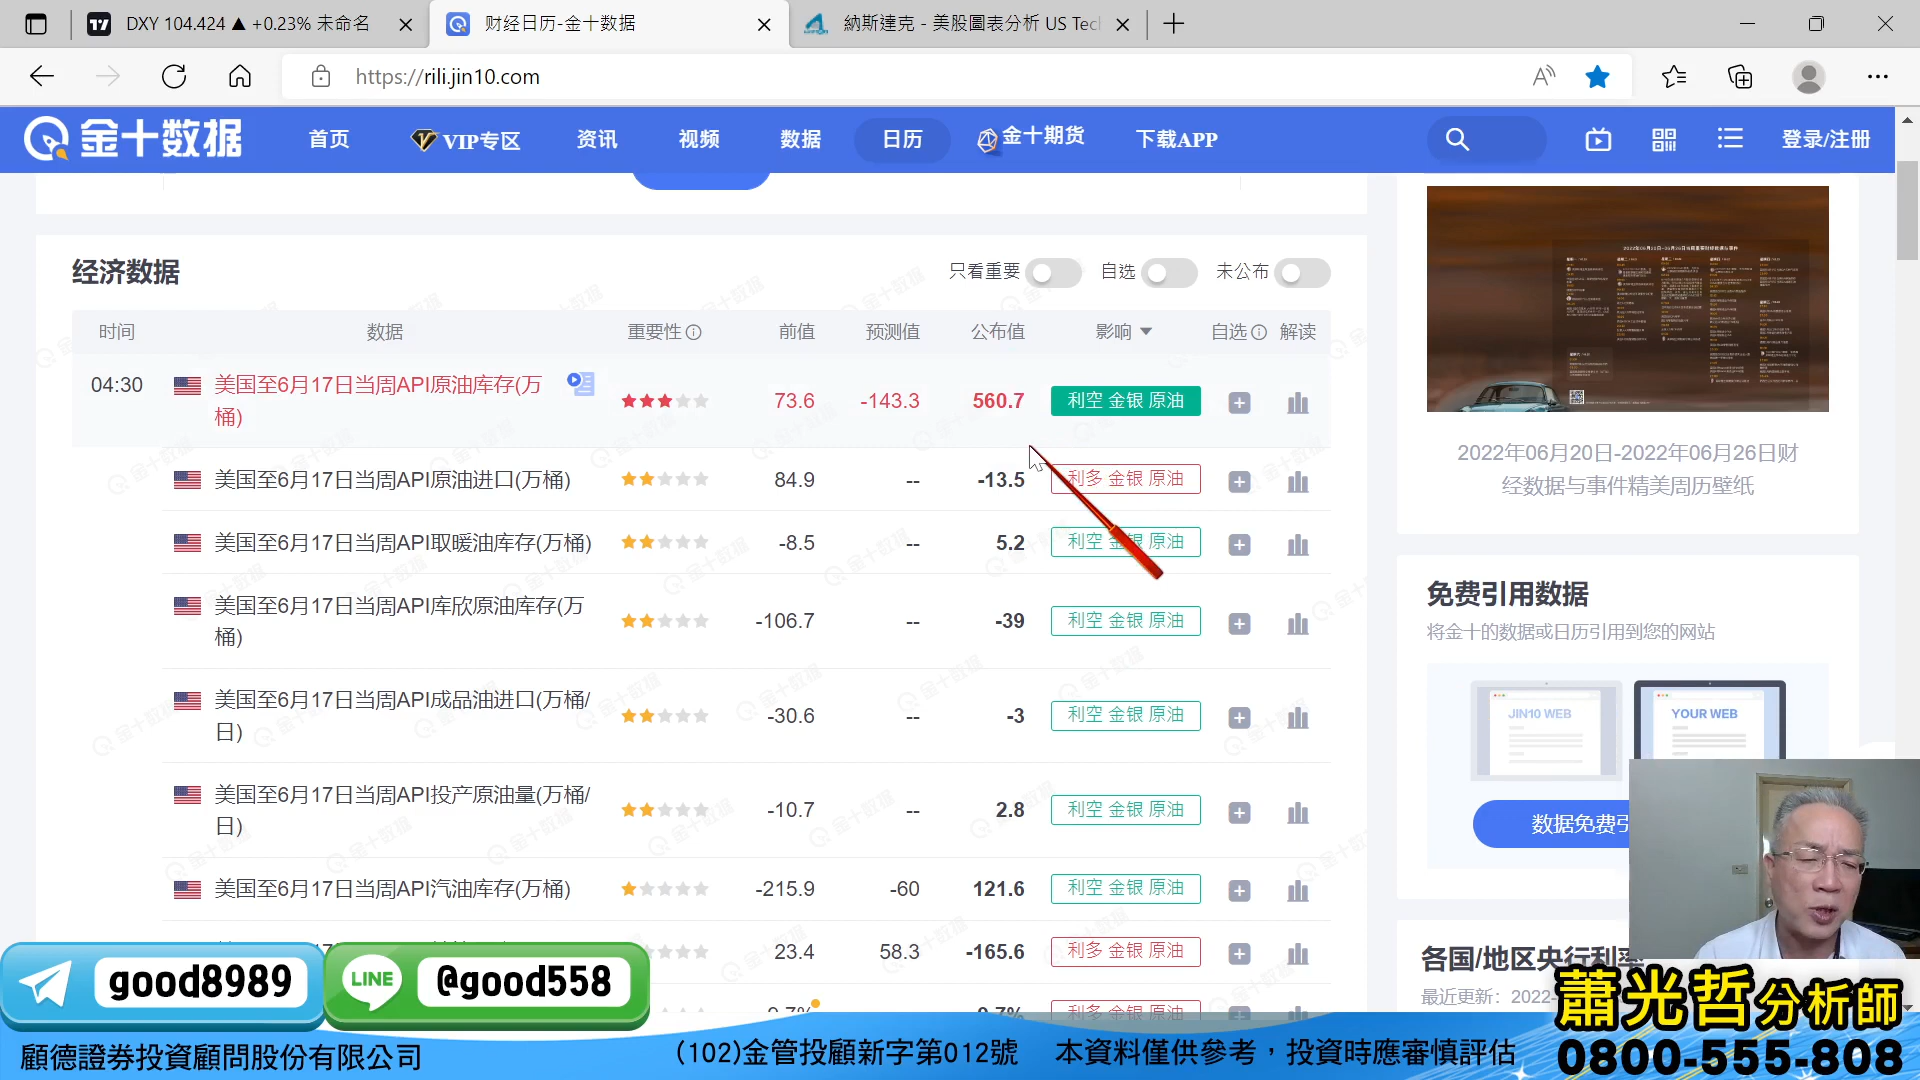 DXY 104.424 ▲ +0.23% 未命名
财经日历-金十数据
納斯達克 - 美股圖表分析 US Tec
https://rili.jin10.com
金十数据
首页
VIP专区
资讯
视频
数据
日历
金十期货
下载APP
登录/注册
经济数据
只看重要
自选
未公布
时间 数据 重要性 前值 预测值 公布值 影响 自选 解读
04:30 美国至6月17日当周API原油库存(万
桶)
73.6 -143.3 560.7 利空 金银 原油
美国至6月17日当周API原油进口(万桶) 84.9 -- -13.5 利多 金银 原油
美国至6月17日当周API取暖油库存(万桶) -8.5 -- 5.2 利空 金银 原油
美国至6月17日当周API库欣原油库存(万
桶)
-106.7 -- -39 利空 金银 原油
美国至6月17日当周API成品油进口(万桶/
日)
-30.6 -- -3 利空 金银 原油
美国至6月17日当周API投产原油量(万桶/
日)
-10.7 -- 2.8 利空 金银 原油
美国至6月17日当周API汽油库存(万桶) -215.9 -60 121.6 利空 金银 原油
23.4 58.3 -165.6 利多 金银 原油
利多 金银 原油
2022年06月20日-2022年06月26日财
经数据与事件精美周历壁纸
免费引用数据
将金十的数据或日历引用到您的网站
JIN10 WEB
YOUR WEB
数据免费引
各国/地区央行利率
最近更新：2022-
good8989
LINE
@good558
蕭光哲分析師
0800-555-808
顧德證券投資顧問股份有限公司
(102)金管投顧新字第012號
本資料僅供參考，投資時應審慎評估